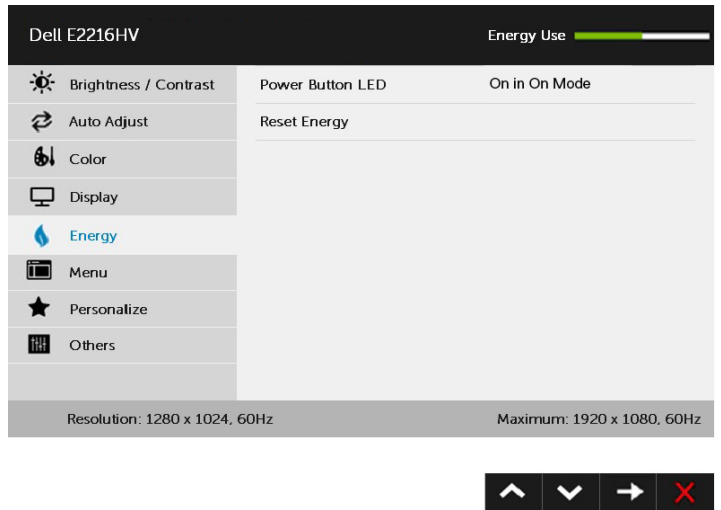 Dell E2216HV
Energy Use
Brightness / Contrast
Power Button LED
On in On Mode
Auto Adjust
Reset Energy
Color
Display
Energy
Menu
Personalize
Others
Resolution: 1280 x 1024, 60Hz
Maximum: 1920 x 1080, 60Hz